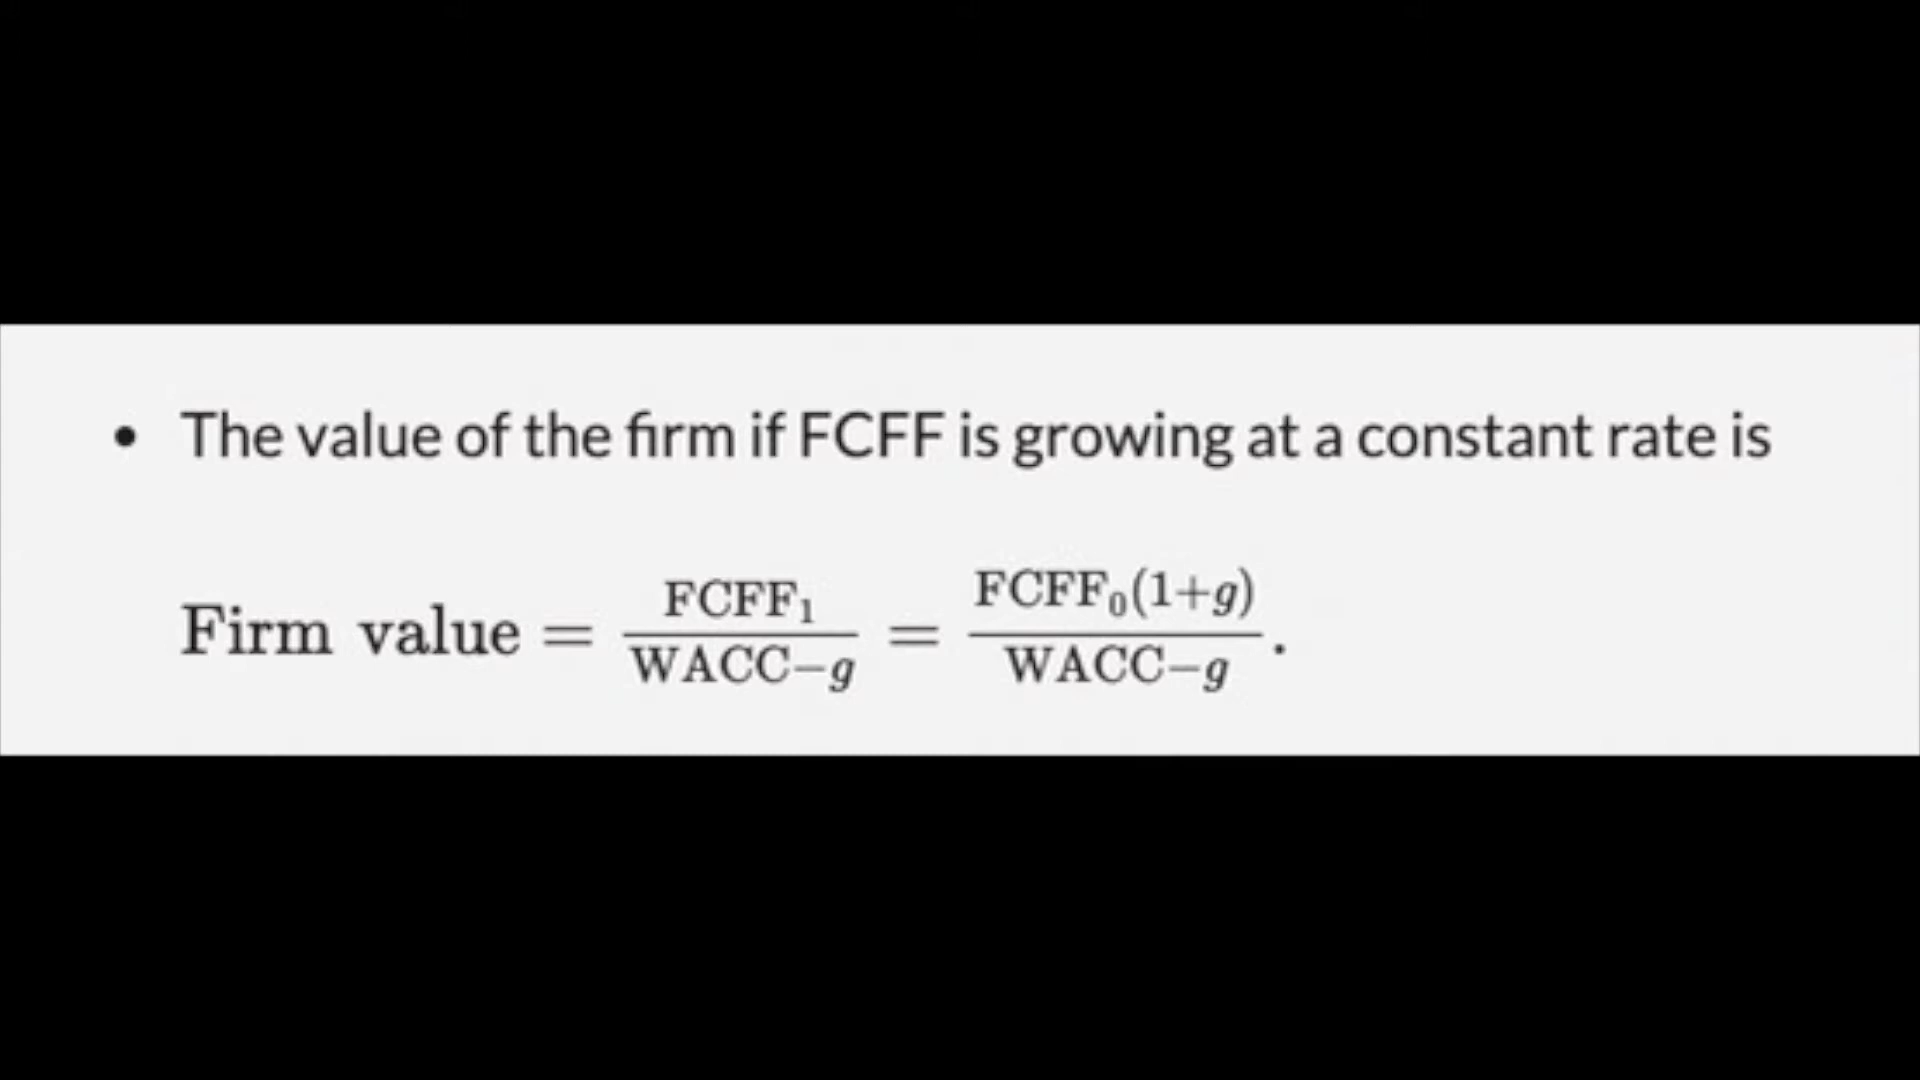 • The value of the firm if FCFF is growing at a constant rate is
Firm value = FCFF₁ / WACC−g = FCFF₀(1+g) / WACC−g .